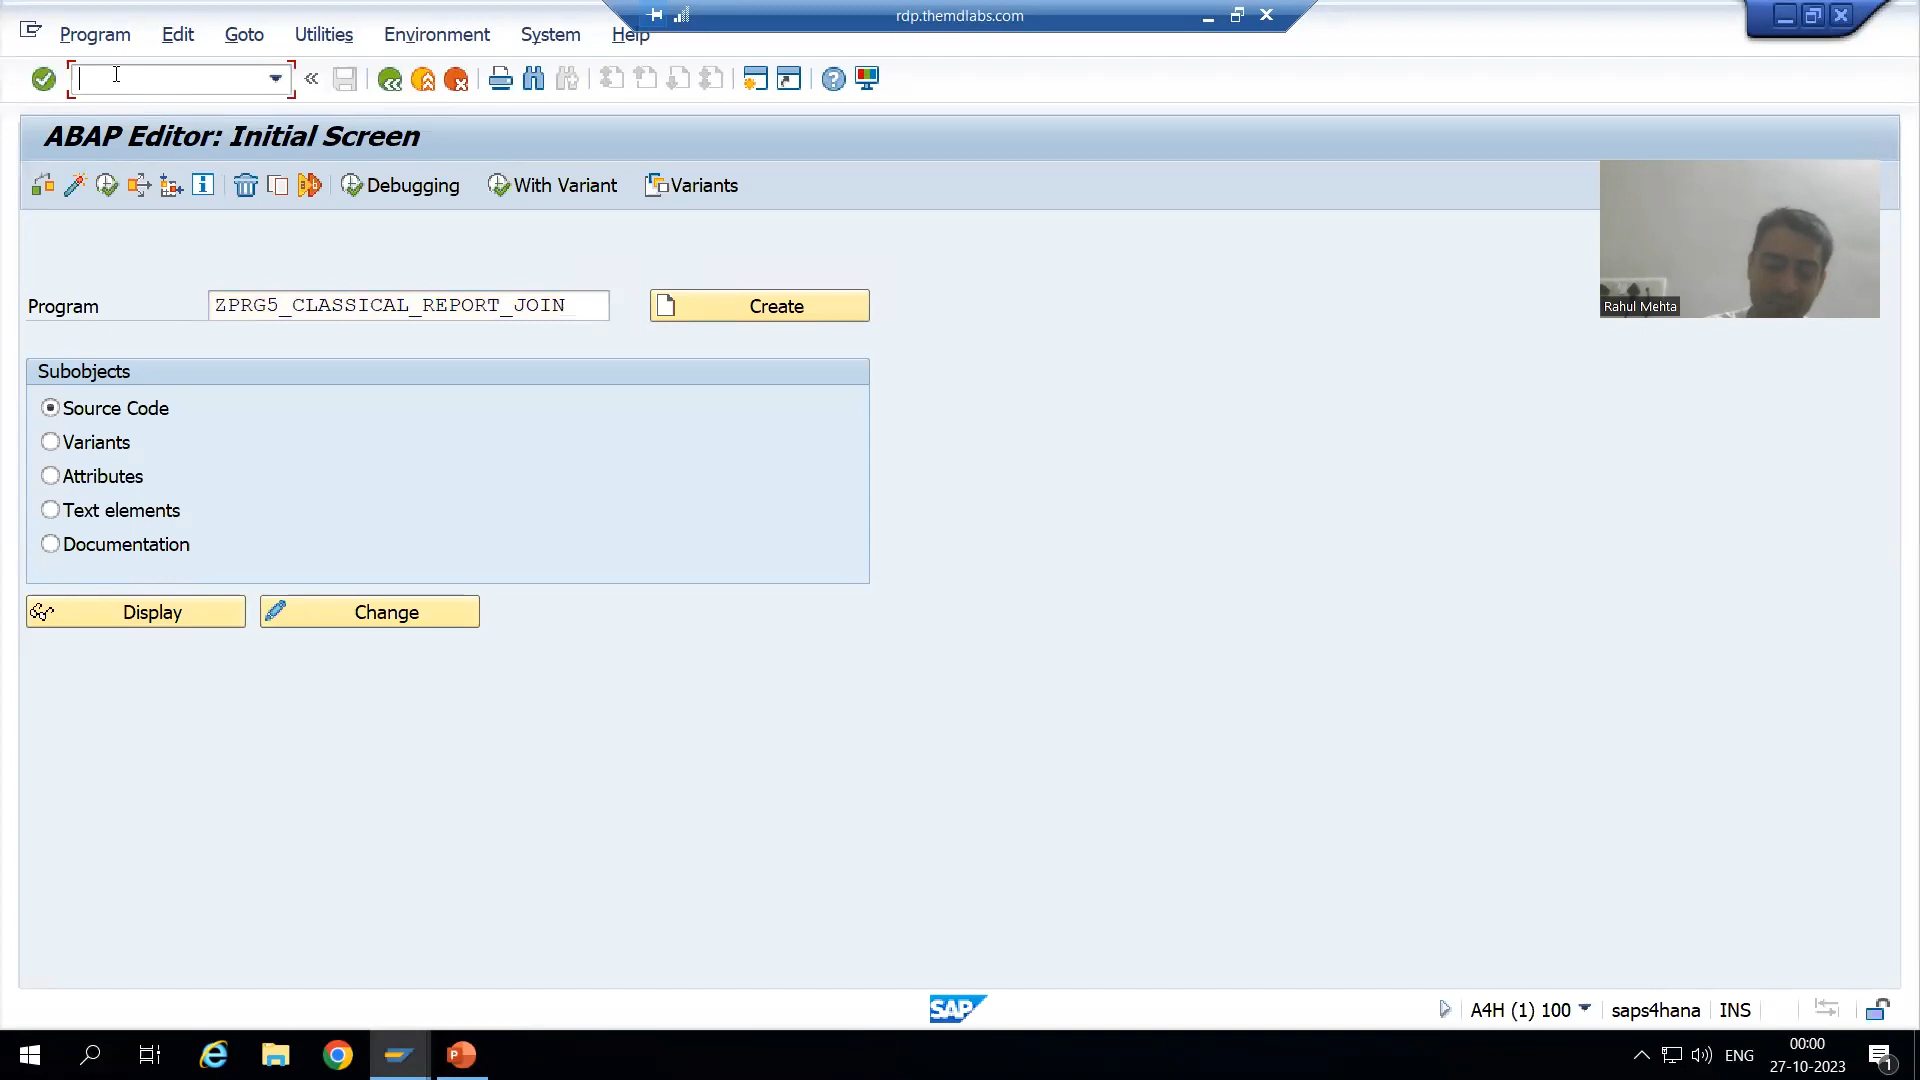 rdp.themdlabs.com
Program Edit Goto Utilities Environment System Help
ABAP Editor: Initial Screen
Debugging With Variant Variants
Rahul Mehta
Program ZPRG5_CLASSICAL_REPORT_JOIN Create
Subobjects
Source Code
Variants
Attributes
Text elements
Documentation
Display Change
SAP
A4H (1) 100 saps4hana INS
ENG
00:00
27-10-2023
1